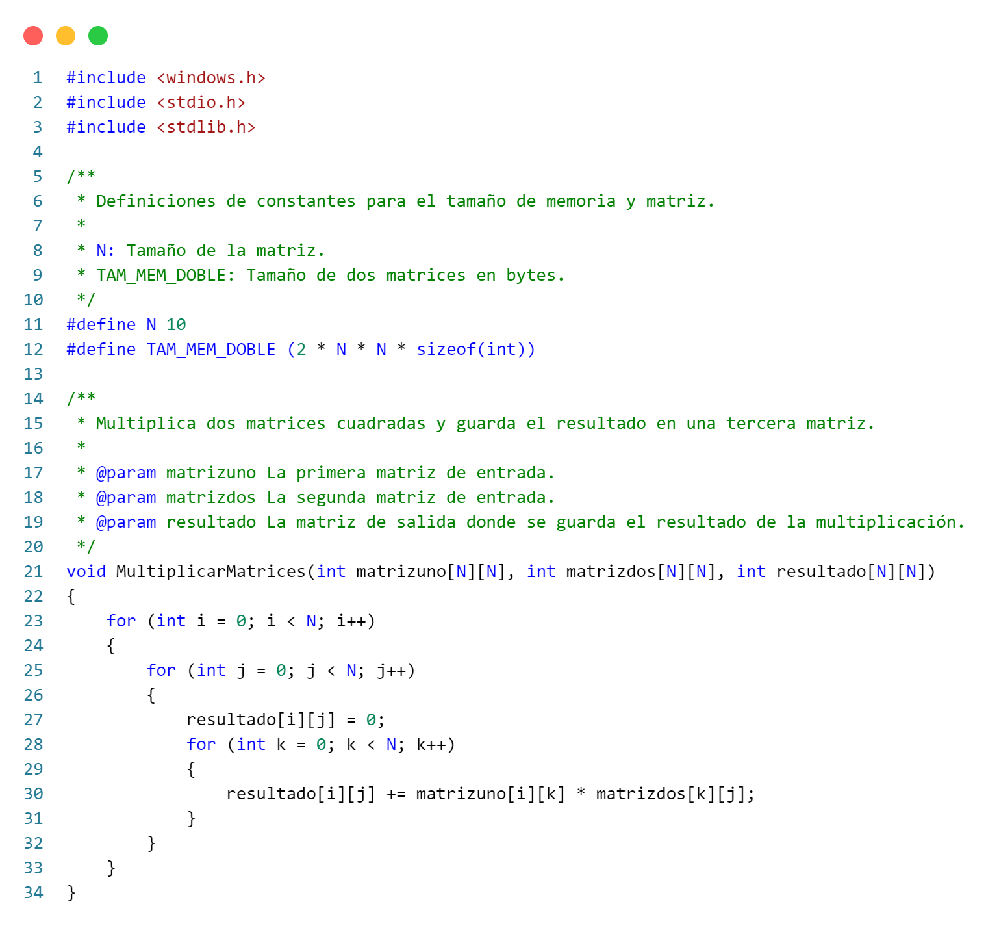 1 #include <windows.h>
2 #include <stdio.h>
3 #include <stdlib.h>
4
5 /**
6  * Definiciones de constantes para el tamaño de memoria y matriz.
7  *
8  * N: Tamaño de la matriz.
9  * TAM_MEM_DOBLE: Tamaño de dos matrices en bytes.
10  */
11 #define N 10
12 #define TAM_MEM_DOBLE (2 * N * N * sizeof(int))
13
14 /**
15  * Multiplica dos matrices cuadradas y guarda el resultado en una tercera matriz.
16  *
17  * @param matrizuno La primera matriz de entrada.
18  * @param matrizdos La segunda matriz de entrada.
19  * @param resultado La matriz de salida donde se guarda el resultado de la multiplicación.
20  */
21 void MultiplicarMatrices(int matrizuno[N][N], int matrizdos[N][N], int resultado[N][N])
22 {
23     for (int i = 0; i < N; i++)
24     {
25         for (int j = 0; j < N; j++)
26         {
27             resultado[i][j] = 0;
28             for (int k = 0; k < N; k++)
29             {
30                 resultado[i][j] += matrizuno[i][k] * matrizdos[k][j];
31             }
32         }
33     }
34 }